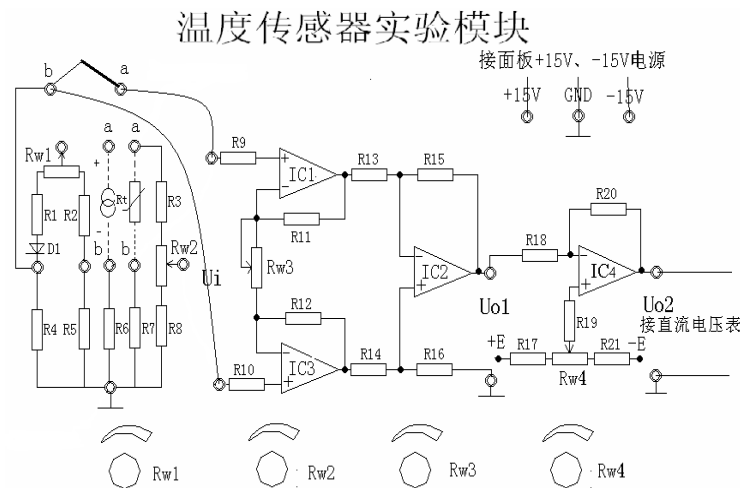 温度传感器实验模块
接面板+15V、-15V电源
+15V GND -15V
b a
a a
Rw1 + Rt R3
R1 R2
D1 - b b Rw2
R4 R5 R6 R7 R8
Ui
R9 IC1 R13 R15
R11
Rw3 IC2
R12
R10 IC3 R14 R16
Uo1
R18 R20 IC4
R19 Uo2
接直流电压表
+E R17 R21 -E
Rw4
Rw1 Rw2 Rw3 Rw4